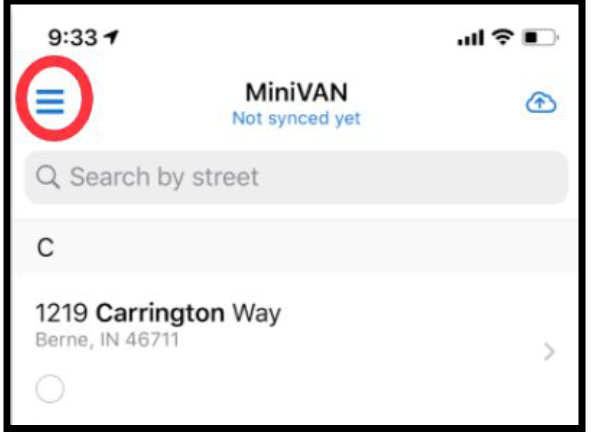 9:33
MiniVAN
Not synced yet
Search by street
C
1219 Carrington Way
Berne, IN 46711